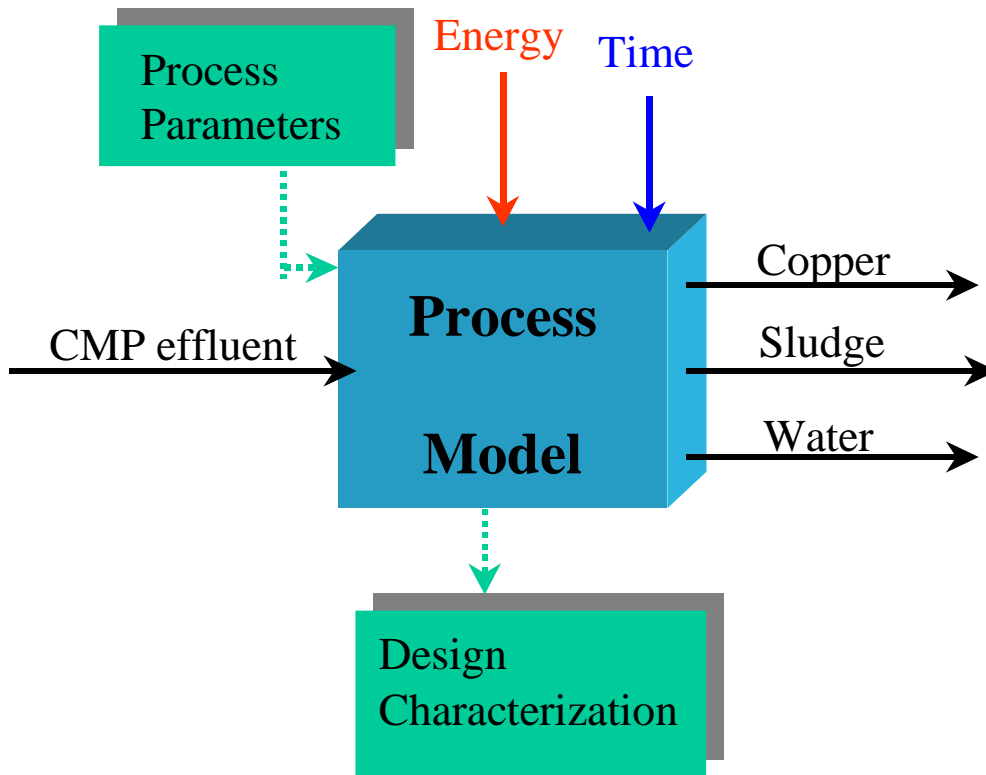 Energy
Time
Process
Parameters
Copper
Process
CMP effluent
Sludge
Water
Model
Design
Characterization